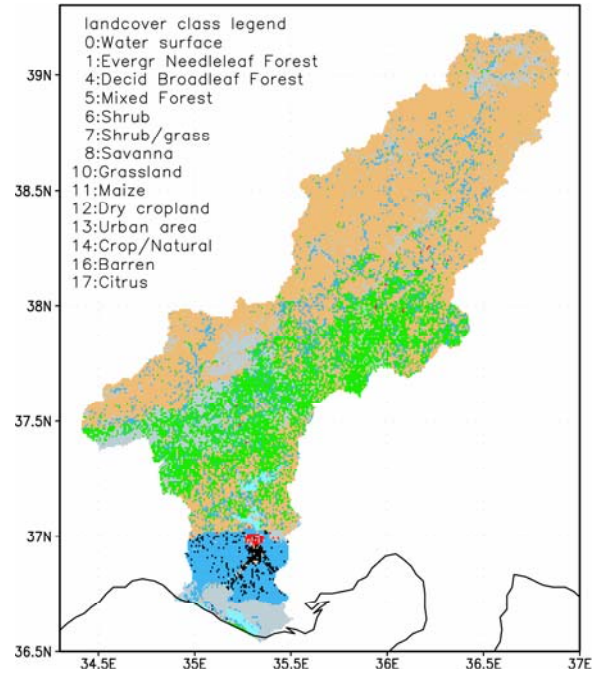 landcover class legend
0:Water surface
1:Evergr Needleleaf Forest
4:Decid Broadleaf Forest
5:Mixed Forest
6:Shrub
7:Shrub/grass
8:Savanna
10:Grassland
11:Maize
12:Dry cropland
13:Urban area
14:Crop/Natural
16:Barren
17:Citrus
39N
38.5N
38N
37.5N
37N
36.5N
34.5E 35E 35.5E 36E 36.5E 37E